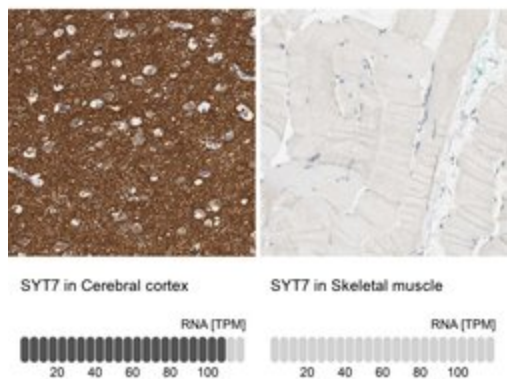 SYT7 in Cerebral cortex
RNA [TPM]
20 40 60 80 100
SYT7 in Skeletal muscle
RNA [TPM]
20 40 60 80 100